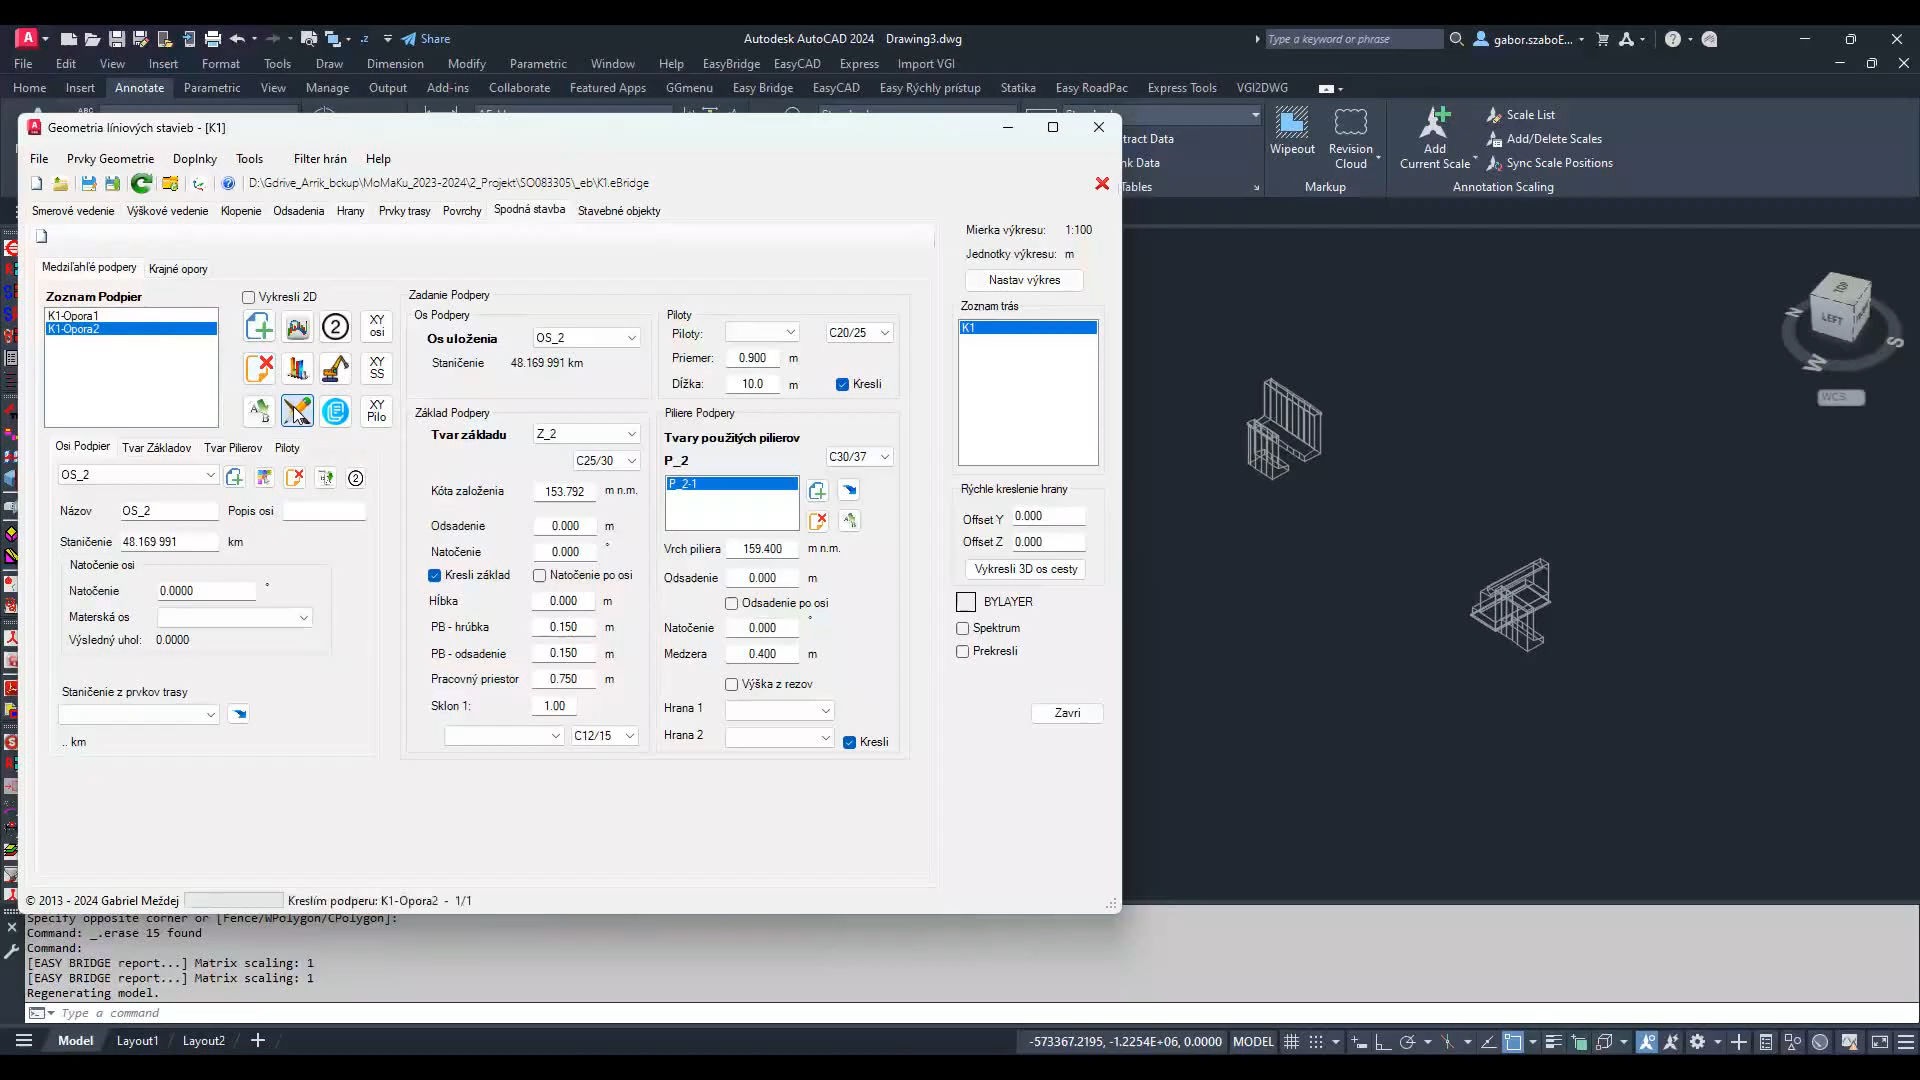 Share
Autodesk AutoCAD 2024 Drawing3.dwg
Type a keyword or phrase
gabor.szaboE...
File Edit View Insert Format Tools Draw Dimension Modify Parametric Window Help EasyBridge EasyCAD Express Import VGI
Home Insert Annotate Parametric View Manage Output Add-ins Collaborate Featured Apps GGmenu Easy Bridge EasyCAD Easy Rýchly prístup Statika Easy RoadPac Express Tools VGI2DWG
Geometria líniových stavieb - [K1]
tract Data
nk Data
Tables
Wipeout
Revision
Cloud
Markup
Add
Current Scale
Scale List
Add/Delete Scales
Sync Scale Positions
Annotation Scaling
File Prvky Geometrie Doplnky Tools Filter hrán Help
D:\Gdrive_Arrik_bckup\MoMaKu_2023-2024\2_Projekt\SO083305\_eb\K1.eBridge
Smerové vedenie Výškové vedenie Klopenie Odsadenia Hrany Prvky trasy Povrchy Spodná stavba Stavebné objekty
Medziľahľé podpery Krajné opory
Zoznam Podpier
Vykresli 2D
K1-Opora1
K1-Opora2
2
XY
osi
XY
SS
XY
Pilo
Osi Podpier Tvar Základov Tvar Pilierov Piloty
OS_2
2
Názov OS_2 Popis osi
Staničenie 48.169 991 km
Natočenie osi
Natočenie 0.0000 °
Materská os
Výsledný uhol: 0.0000
Staničenie z prvkov trasy
.. km
Zadanie Podpery
Os Podpery
Os uloženia OS_2
Staničenie 48.169 991 km
Základ Podpery
Tvar základu Z_2
C25/30
Kóta založenia 153.792 m n.m.
Odsadenie 0.000 m
Natočenie 0.000 °
Kresli základ Natočenie po osi
Hĺbka 0.000 m
PB - hrúbka 0.150 m
PB - odsadenie 0.150 m
Pracovný priestor 0.750 m
Sklon 1: 1.00
C12/15
Piloty
Piloty: C20/25
Priemer: 0.900 m
Dĺžka: 10.0 m
Kresli
Piliere Podpery
Tvary použitých pilierov
P_2 C30/37
P_2-1
Vrch piliera 159.400 m n.m.
Odsadenie 0.000 m
Odsadenie po osi
Natočenie 0.000 °
Medzera 0.400 m
Výška z rezov
Hrana 1
Hrana 2
Kresli
Mierka výkresu: 1:100
Jednotky výkresu: m
Nastav výkres
Zoznam trás
K1
Rýchle kreslenie hrany
Offset Y 0.000
Offset Z 0.000
Vykresli 3D os cesty
BYLAYER
Spektrum
Prekresli
Zavri
TOP
LEFT
N
S
W
WCS
© 2013 - 2024 Gabriel Meždej
Kreslím podperu: K1-Opora2 - 1/1
Specify opposite corner or [Fence/WPolygon/CPolygon]:
Command: _.erase 15 found
Command:
[EASY BRIDGE report...] Matrix scaling: 1
[EASY BRIDGE report...] Matrix scaling: 1
Regenerating model.
Type a command
Model Layout1 Layout2
-573367.2195, -1.2254E+06, 0.0000 MODEL